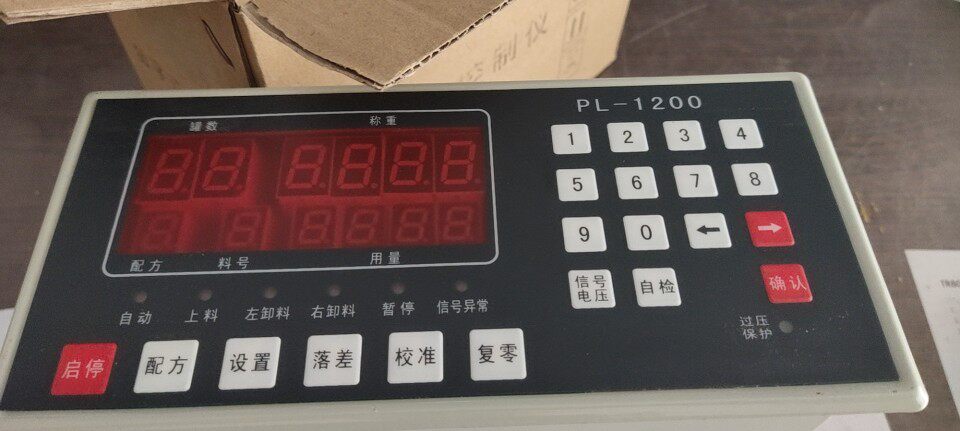 制仪
PL-1200
罐数 称重
1 2 3 4
5 6 7 8
9 0
配方 料号 用量
信号电压 自检 确认
自动 上料 左卸料 右卸料 暂停 信号异常
过压保护
启停 配方 设置 落差 校准 复零